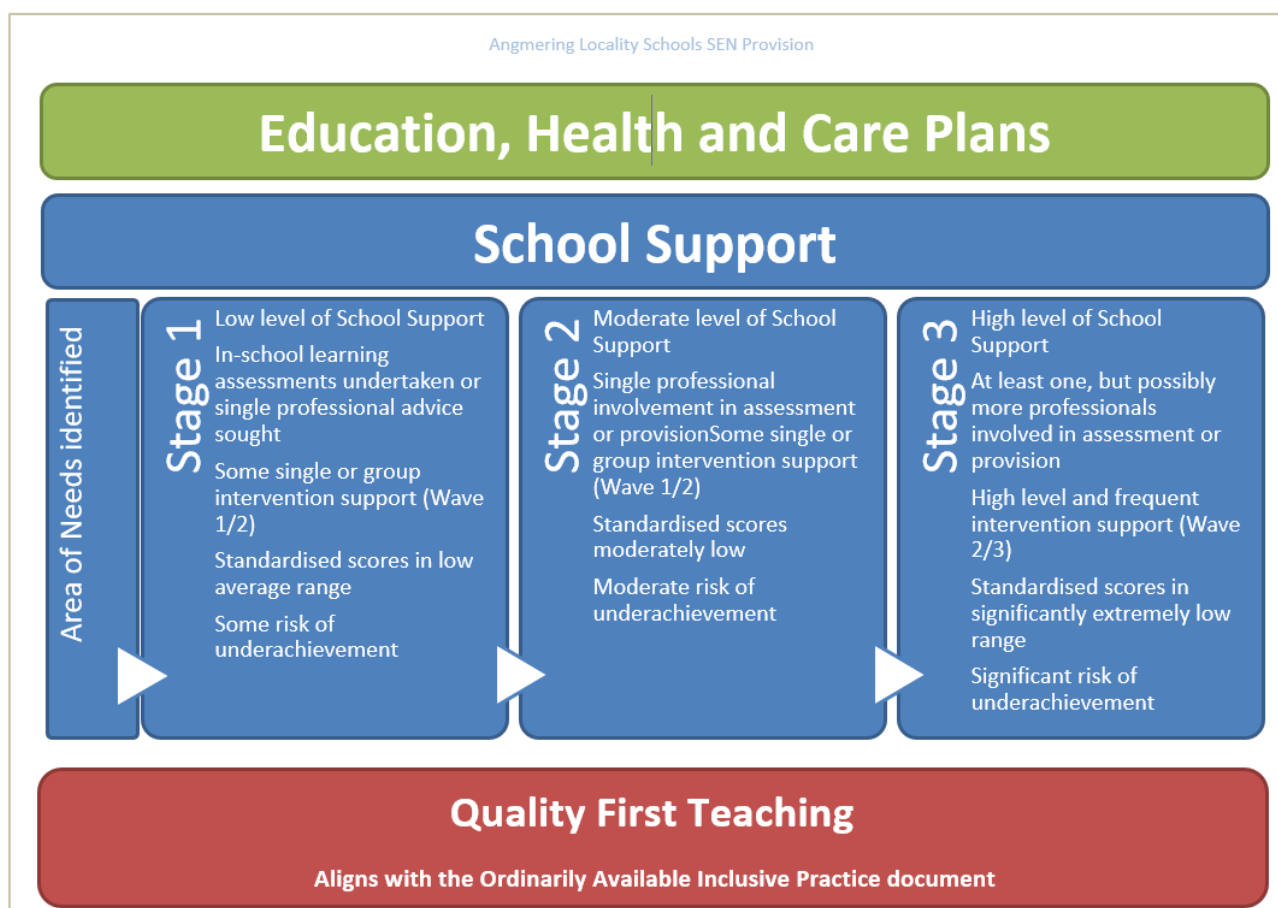 Angmering Locality Schools SEN Provision
Education, Health and Care Plans
School Support
Area of Needs identified
Stage 1
Low level of School Support
In-school learning
assessments undertaken or
single professional advice
sought
Some single or group
intervention support (Wave
1/2)
Standardised scores in low
average range
Some risk of
underachievement
Stage 2
Moderate level of School
Support
Single professional
involvement in assessment
or provisionSome single or
group intervention support
(Wave 1/2)
Standardised scores
moderately low
Moderate risk of
underachievement
Stage 3
High level of School
Support
At least one, but possibly
more professionals
involved in assessment or
provision
High level and frequent
intervention support (Wave
2/3)
Standardised scores in
significantly extremely low
range
Significant risk of
underachievement
Quality First Teaching
Aligns with the Ordinarily Available Inclusive Practice document